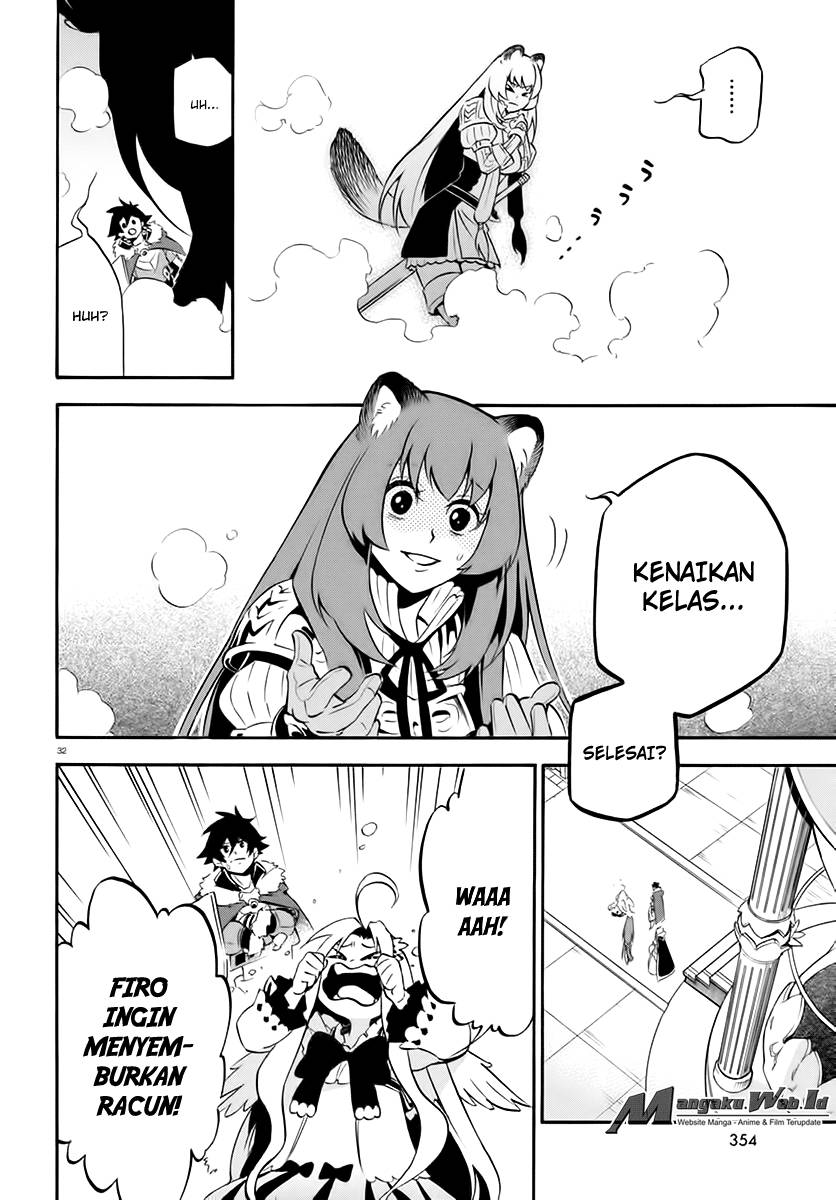 UH...
HUH?
........
KENAIKAN
KELAS...
SELESAI?
32
WAAA
AAH!
FIRO
INGIN
MENYEM-
BURKAN
RACUN!
Mangaku.Web.Id
Website Manga - Anime & Film Terupdate
354